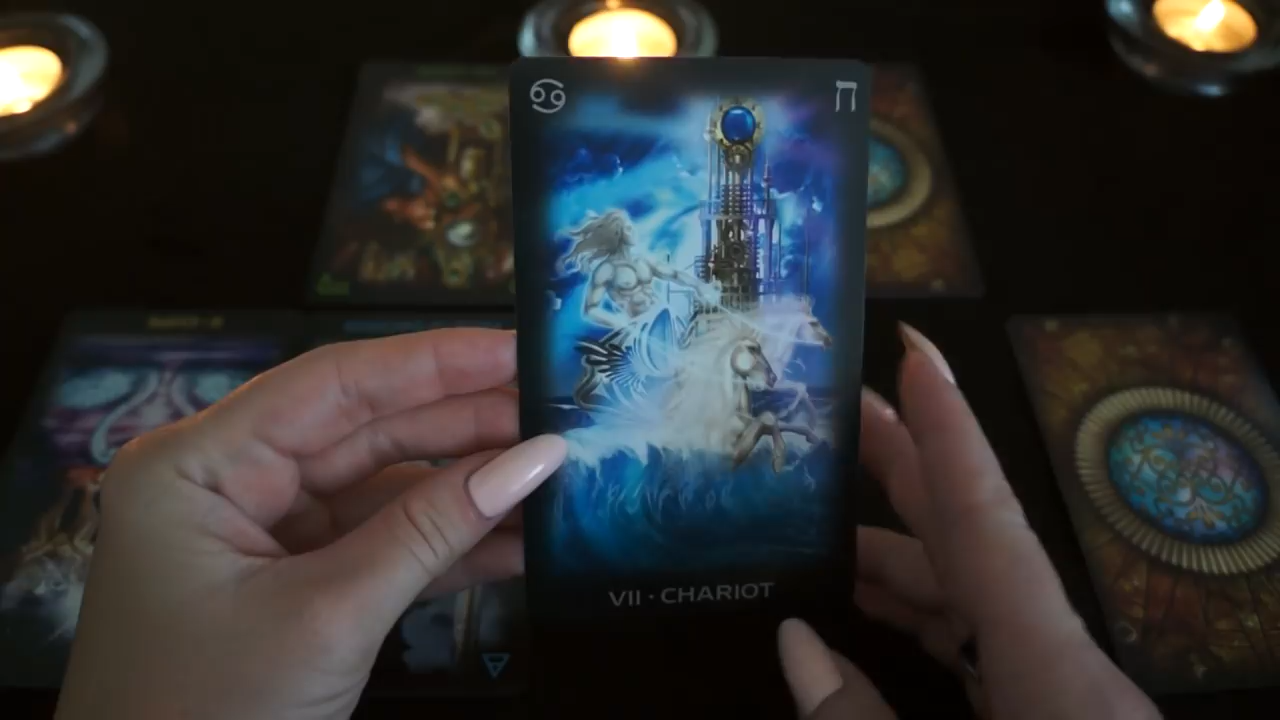 ♋ ח
VII · CHARIOT